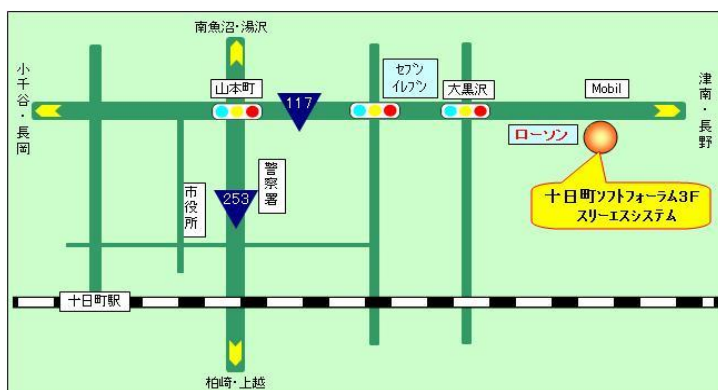 南魚沼・湯沢
小千谷・長岡
山本町
117
セブン
イレブン
大黒沢
Mobil
津南・長野
ローソン
市役所
253
警察署
十日町ソフトフォーラム3F
スリーエスシステム
十日町駅
柏崎・上越